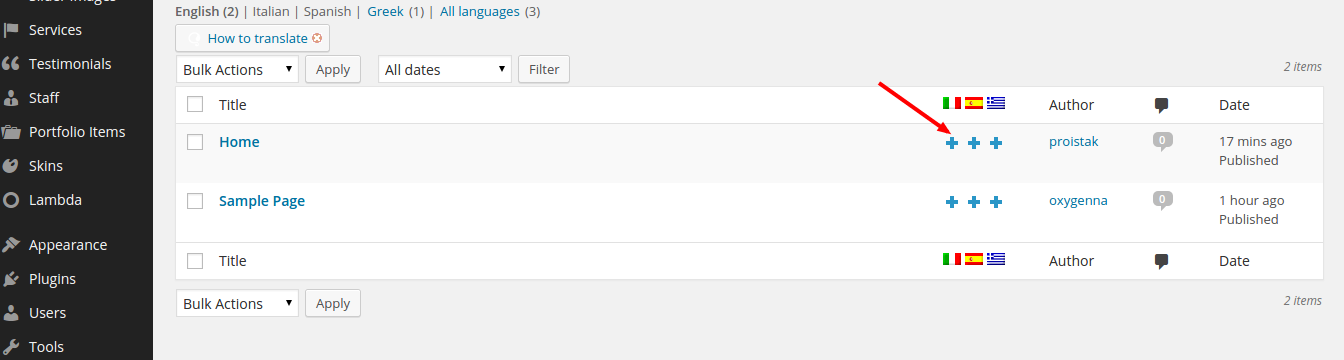 English (2) | Italian | Spanish | Greek (1) | All languages (3)
Services
How to translate
Testimonials
Bulk Actions Apply All dates Filter 2 items
Staff
Title Author Date
Portfolio Items
Home proistak 0 17 mins ago
Published
Skins
Lambda
Sample Page oxygenna 0 1 hour ago
Published
Appearance
Title Author Date
Plugins
Users
Bulk Actions Apply 2 items
Tools